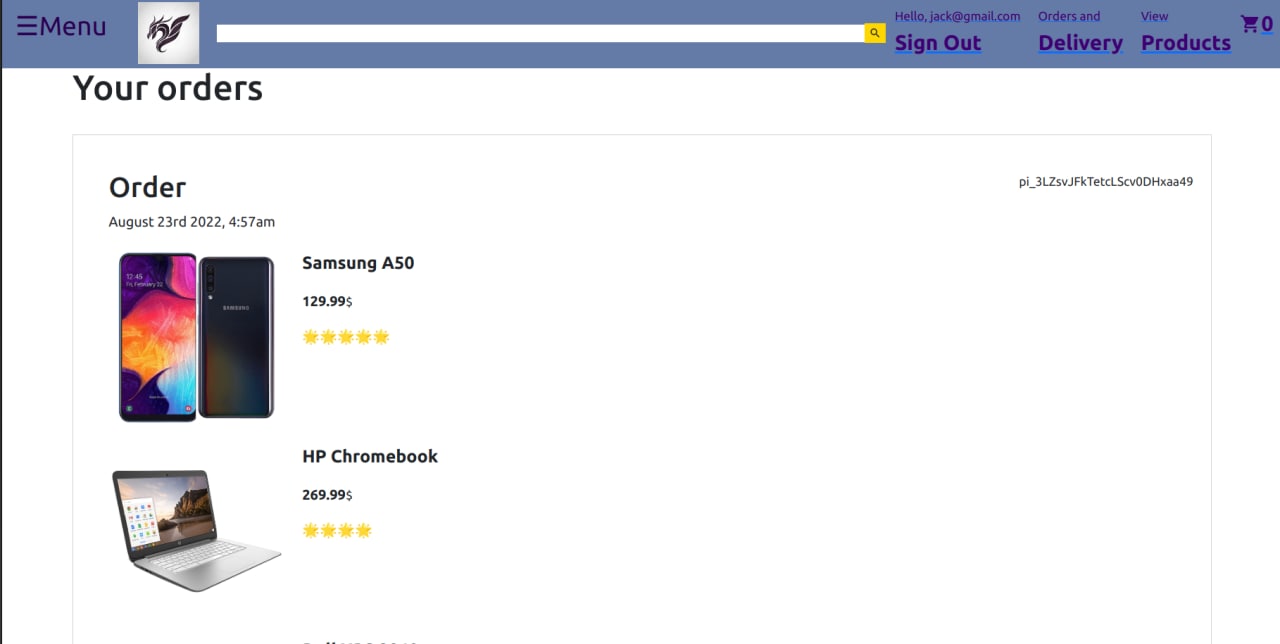 ☰Menu
Hello, jack@gmail.com
Sign Out
Orders and
Delivery
View
Products
0
Your orders
Order
pi_3LZsvJFkTetcLScv0DHxaa49
August 23rd 2022, 4:57am
12:45
Fri, February 22
SAMSUNG
Samsung A50
129.99$
HP Chromebook
269.99$